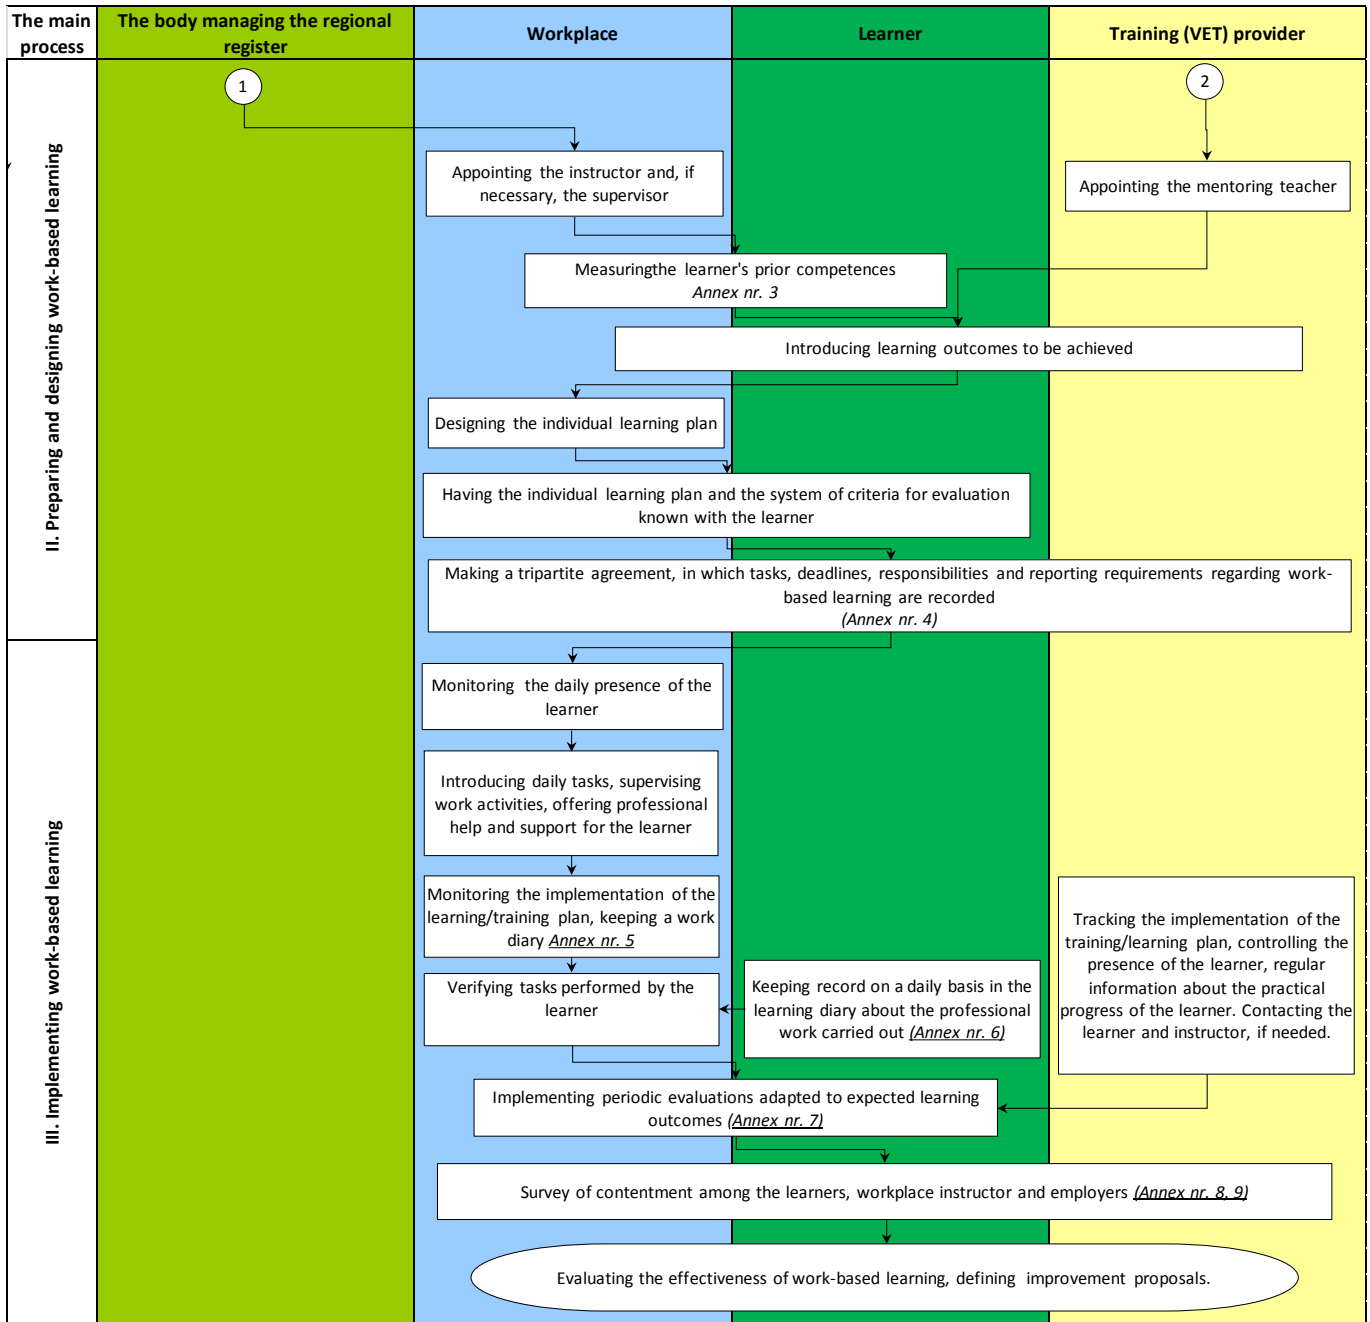 The main
process
The body managing the regional
register
Workplace
Learner
Training (VET) provider
II. Preparing and designing work-based learning
1
2
Appointing the instructor and, if
necessary, the supervisor
Appointing the mentoring teacher
Measuringthe learner's prior competences
Annex nr. 3
Introducing learning outcomes to be achieved
Designing the individual learning plan
Having the individual learning plan and the system of criteria for evaluation
known with the learner
Making a tripartite agreement, in which tasks, deadlines, responsibilities and reporting requirements regarding work-
based learning are recorded
(Annex nr. 4)
III. Implementing work-based learning
Monitoring the daily presence of the
learner
Introducing daily tasks, supervising
work activities, offering professional
help and support for the learner
Monitoring the implementation of the
learning/training plan, keeping a work
diary Annex nr. 5
Tracking the implementation of the
training/learning plan, controlling the
presence of the learner, regular
information about the practical
progress of the learner. Contacting the
learner and instructor, if needed.
Verifying tasks performed by the
learner
Keeping record on a daily basis in the
learning diary about the professional
work carried out (Annex nr. 6)
Implementing periodic evaluations adapted to expected learning
outcomes (Annex nr. 7)
Survey of contentment among the learners, workplace instructor and employers (Annex nr. 8, 9)
Evaluating the effectiveness of work-based learning, defining improvement proposals.